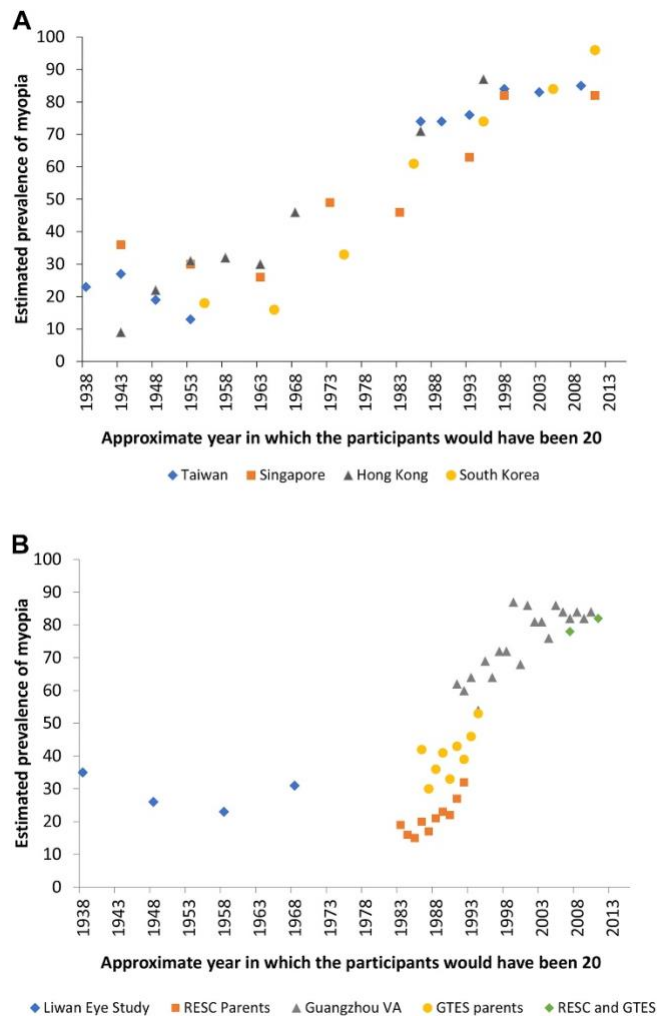 A
100
90
80
70
60
50
40
30
20
10
0
Estimated prevalence of myopia
1938 1943 1948 1953 1958 1963 1968 1973 1978 1983 1988 1993 1998 2003 2008 2013
Approximate year in which the participants would have been 20
Taiwan Singapore Hong Kong South Korea
B
100
90
80
70
60
50
40
30
20
10
0
Estimated prevalence of myopia
1938 1943 1948 1953 1958 1963 1968 1973 1978 1983 1988 1993 1998 2003 2008 2013
Approximate year in which the participants would have been 20
Liwan Eye Study RESC Parents Guangzhou VA GTES parents RESC and GTES